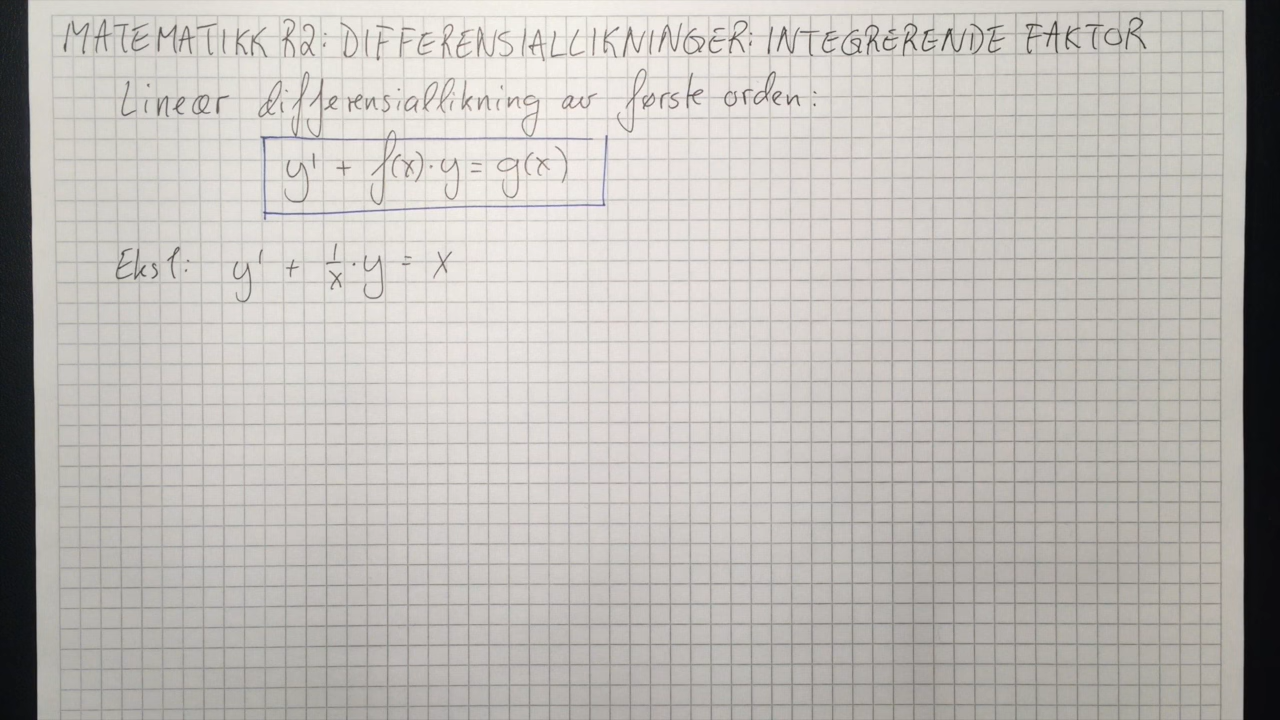 MATEMATIKK R2: DIFFERENSIALLIKNINGER: INTEGRERENDE FAKTOR
Lineær differensiallikning av første orden:
y' + f(x)·y = g(x)
Eks 1: y' + 1/x · y = x